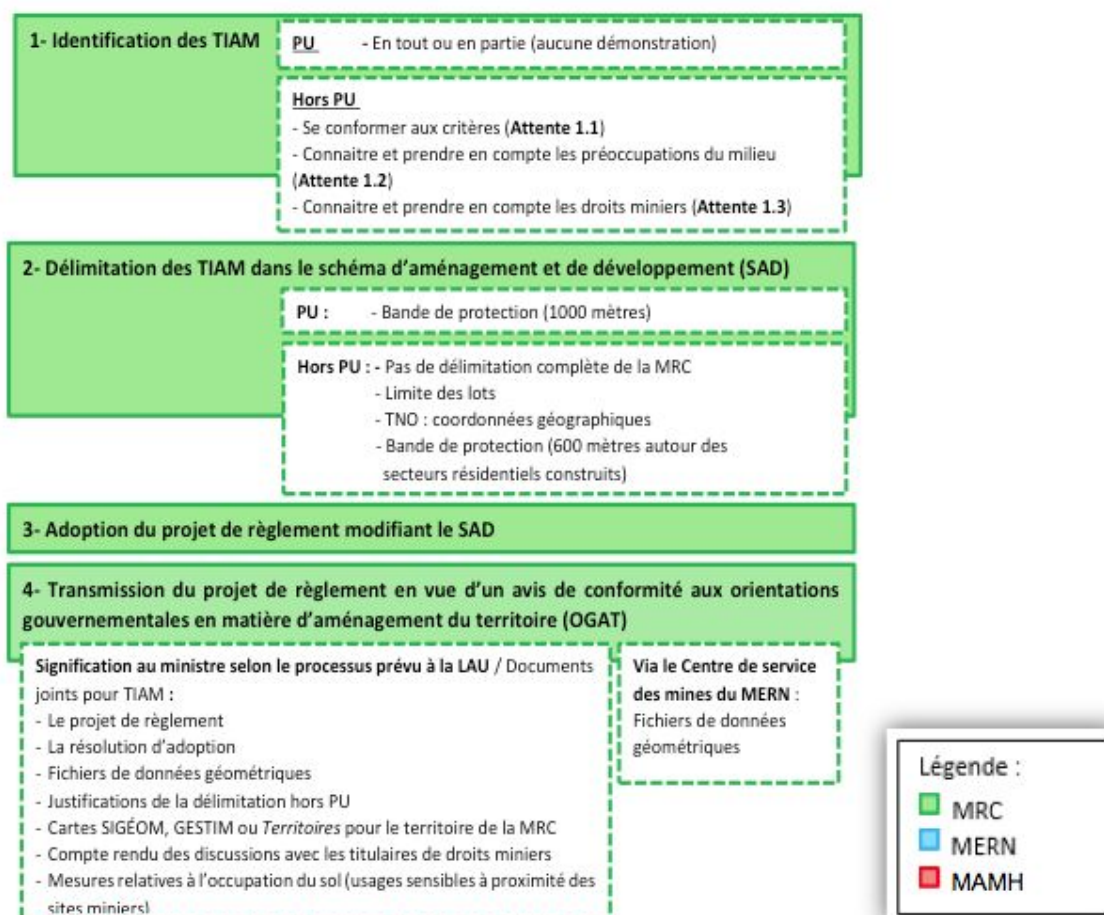 1- Identification des TIAM
PU - En tout ou en partie (aucune démonstration)
Hors PU
- Se conformer aux critères (Attente 1.1)
- Connaitre et prendre en compte les préoccupations du milieu
(Attente 1.2)
- Connaitre et prendre en compte les droits miniers (Attente 1.3)
2- Délimitation des TIAM dans le schéma d'aménagement et de développement (SAD)
PU : - Bande de protection (1000 mètres)
Hors PU : - Pas de délimitation complète de la MRC
- Limite des lots
- TNO : coordonnées géographiques
- Bande de protection (600 mètres autour des
secteurs résidentiels construits)
3- Adoption du projet de règlement modifiant le SAD
4- Transmission du projet de règlement en vue d'un avis de conformité aux orientations
gouvernementales en matière d'aménagement du territoire (OGAT)
Signification au ministre selon le processus prévu à la LAU / Documents
joints pour TIAM :
- Le projet de règlement
- La résolution d'adoption
- Fichiers de données géométriques
- Justifications de la délimitation hors PU
- Cartes SIGÉOM, GESTIM ou Territoires pour le territoire de la MRC
- Compte rendu des discussions avec les titulaires de droits miniers
- Mesures relatives à l'occupation du sol (usages sensibles à proximité des
sites miniers)
Via le Centre de service
des mines du MERN :
Fichiers de données
géométriques
Légende :
MRC
MERN
MAMH